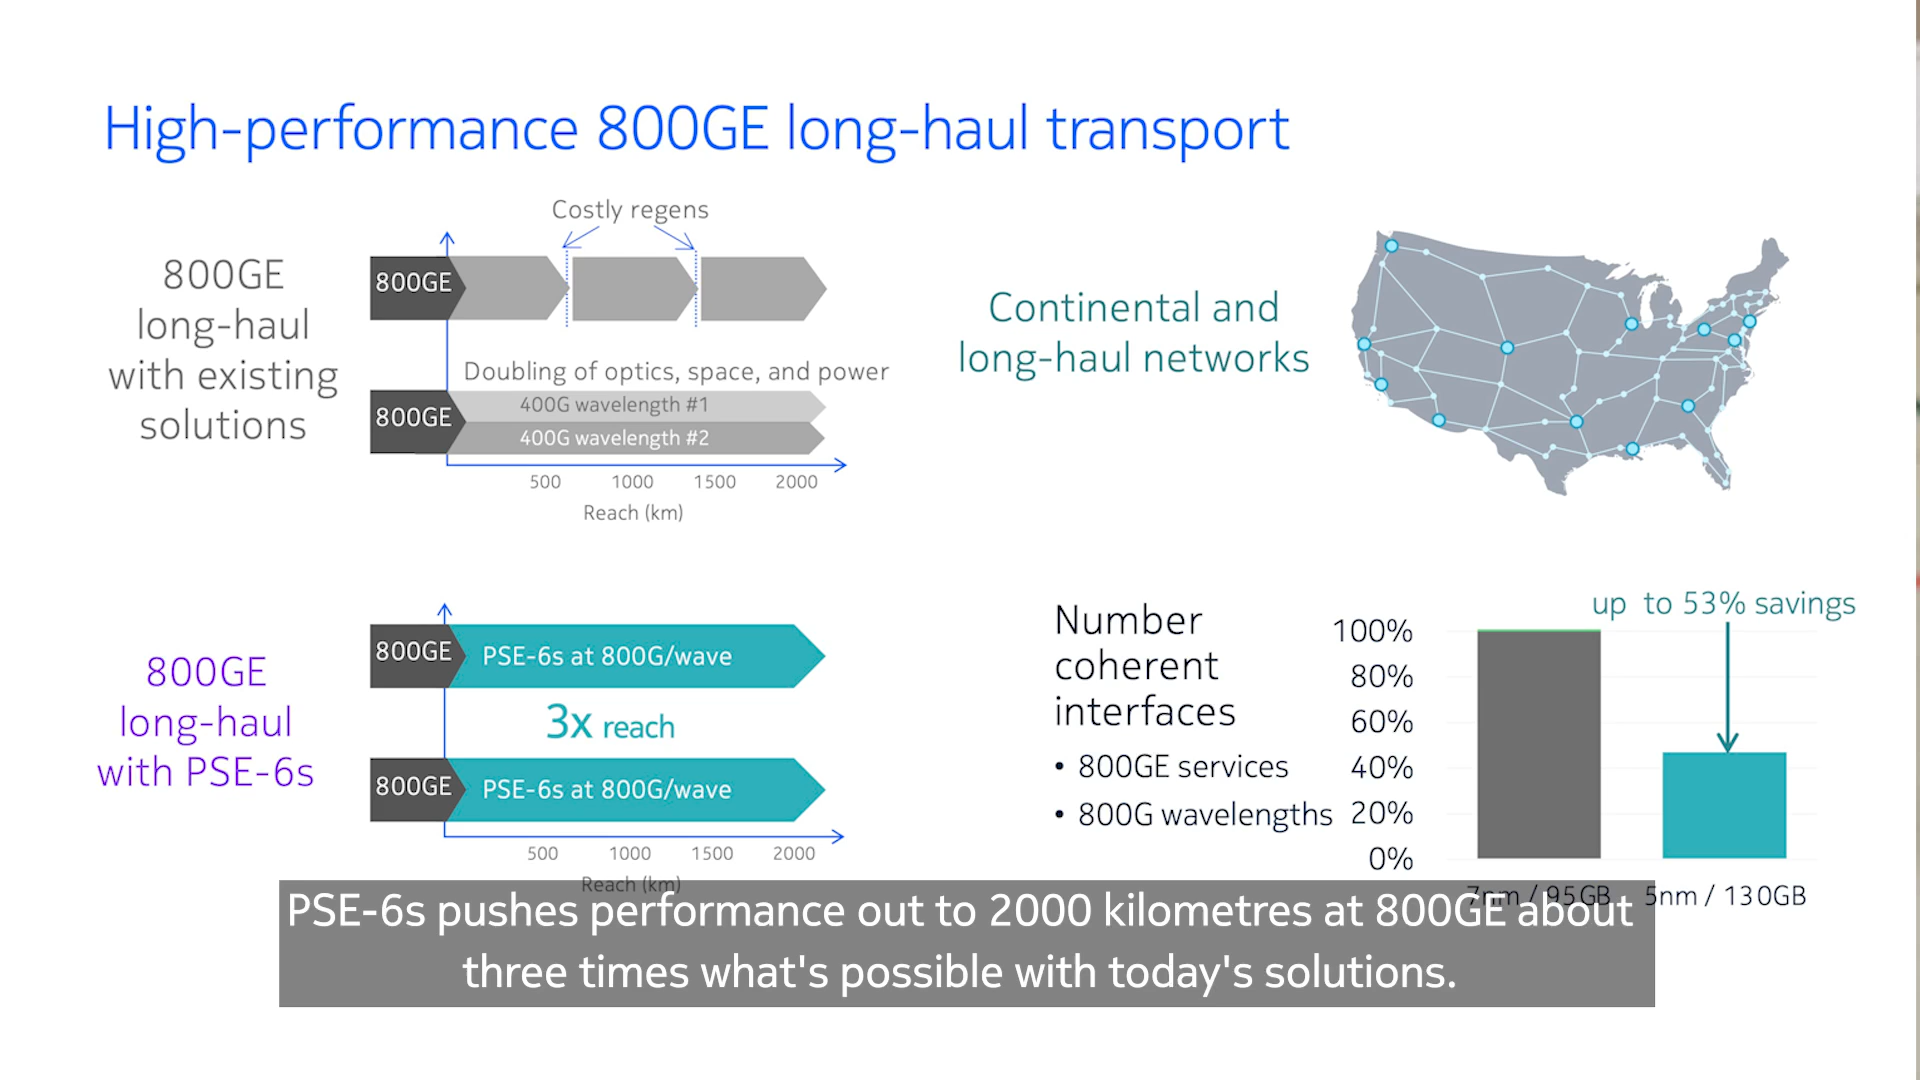 High-performance 800GE long-haul transport
Costly regens
800GE
long-haul
with existing
solutions
800GE
Doubling of optics, space, and power
800GE
400G wavelength #1
400G wavelength #2
500 1000 1500 2000
Reach (km)
Continental and
long-haul networks
800GE
long-haul
with PSE-6s
800GE
PSE-6s at 800G/wave
3x reach
800GE
PSE-6s at 800G/wave
500 1000 1500 2000
Reach (km)
Number
coherent
interfaces
• 800GE services
• 800G wavelengths
up to 53% savings
100%
80%
60%
40%
20%
0%
7nm / 95GB 5nm / 130GB
PSE-6s pushes performance out to 2000 kilometres at 800GE about
three times what's possible with today's solutions.